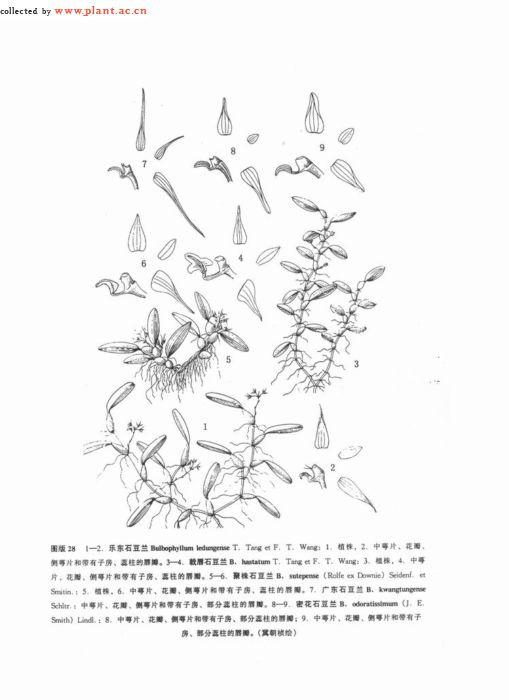 collected by www.plant.ac.cn
7
8
9
6
4
5
3
1
2
图版 28 1—2. 乐东石豆兰 Bulbophyllum ledungense T. Tang et F. T. Wang: 1. 植株, 2. 中萼片、花瓣、
侧萼片和带有子房、蕊柱的唇瓣。3—4. 戟唇石豆兰 B. hastatum T. Tang et F. T. Wang: 3. 植株, 4. 中萼
片、花瓣、侧萼片和带有子房、蕊柱的唇瓣。5—6. 聚株石豆兰 B. sutepense (Rolfe ex Downie) Seidenf. et
Smitin.: 5. 植株, 6. 中萼片、花瓣、侧萼片和带有子房、蕊柱的唇瓣。7. 广东石豆兰 B. kwangtungense
Schltr.: 中萼片、花瓣、侧萼片和带有子房、部分蕊柱的唇瓣。8—9. 密花石豆兰 B. odoratissimum (J. E.
Smith) Lindl.: 8. 中萼片、花瓣、侧萼片和带有子房、部分蕊柱的唇瓣; 9. 中萼片、花瓣、侧萼片和带有子
房、部分蕊柱的唇瓣。(冀朝桢绘)